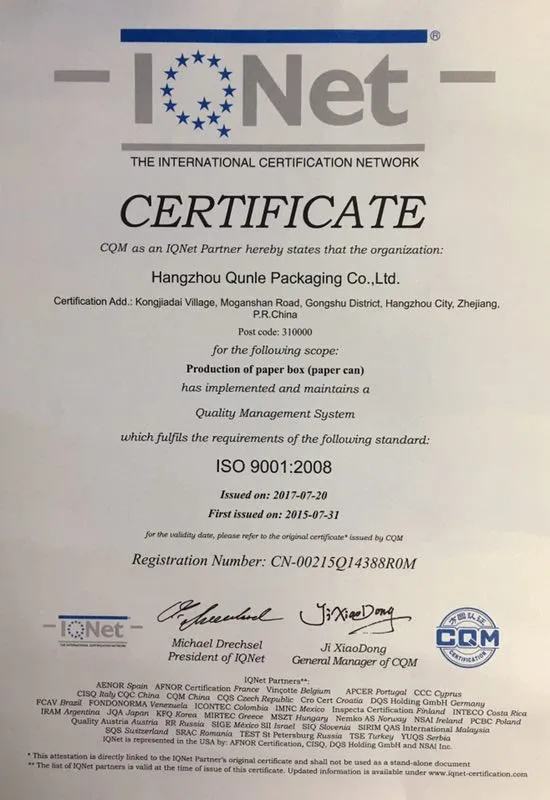 IQNet®
THE INTERNATIONAL CERTIFICATION NETWORK
CERTIFICATE
CQM as an IQNet Partner hereby states that the organization:
Hangzhou Qunle Packaging Co.,Ltd.
Certification Add.: Kongjiadai Village, Moganshan Road, Gongshu District, Hangzhou City, Zhejiang,
P.R.China
Post code: 310000
for the following scope:
Production of paper box (paper can)
has implemented and maintains a
Quality Management System
which fulfils the requirements of the following standard:
ISO 9001:2008
Issued on: 2017-07-20
First issued on: 2015-07-31
for the validity date, please refer to the original certificate* issued by CQM
Registration Number: CN-00215Q14388R0M
IQNet
THE INTERNATIONAL CERTIFICATION NETWORK
Ji XiaoDong
Michael Drechsel
President of IQNet
Ji XiaoDong
General Manager of CQM
方圆认证
CQM
CERTIFICATION
IQNet Partners**:
AENOR Spain AFNOR Certification France Vinçotte Belgium APCER Portugal CCC Cyprus
CISQ Italy CQC China CQM China CQS Czech Republic Cro Cert Croatia DQS Holding GmbH Germany
FCAV Brazil FONDONORMA Venezuela ICONTEC Colombia IMNC Mexico Inspecta Certification Finland INTECO Costa Rica
IRAM Argentina JQA Japan KFQ Korea MIRTEC Greece MSZT Hungary Nemko AS Norway NSAI Ireland PCBC Poland
Quality Austria Austria RR Russia SIGE México SII Israel SIQ Slovenia SIRIM QAS International Malaysia
SQS Switzerland SRAC Romania TEST St Petersburg Russia TSE Turkey YUQS Serbia
IQNet is represented in the USA by: AFNOR Certification, CISQ, DQS Holding GmbH and NSAI Inc.
* This attestation is directly linked to the IQNet Partner's original certificate and shall not be used as a stand-alone document
** The list of IQNet partners is valid at the time of issue of this certificate. Updated information is available under www.iqnet-certification.com